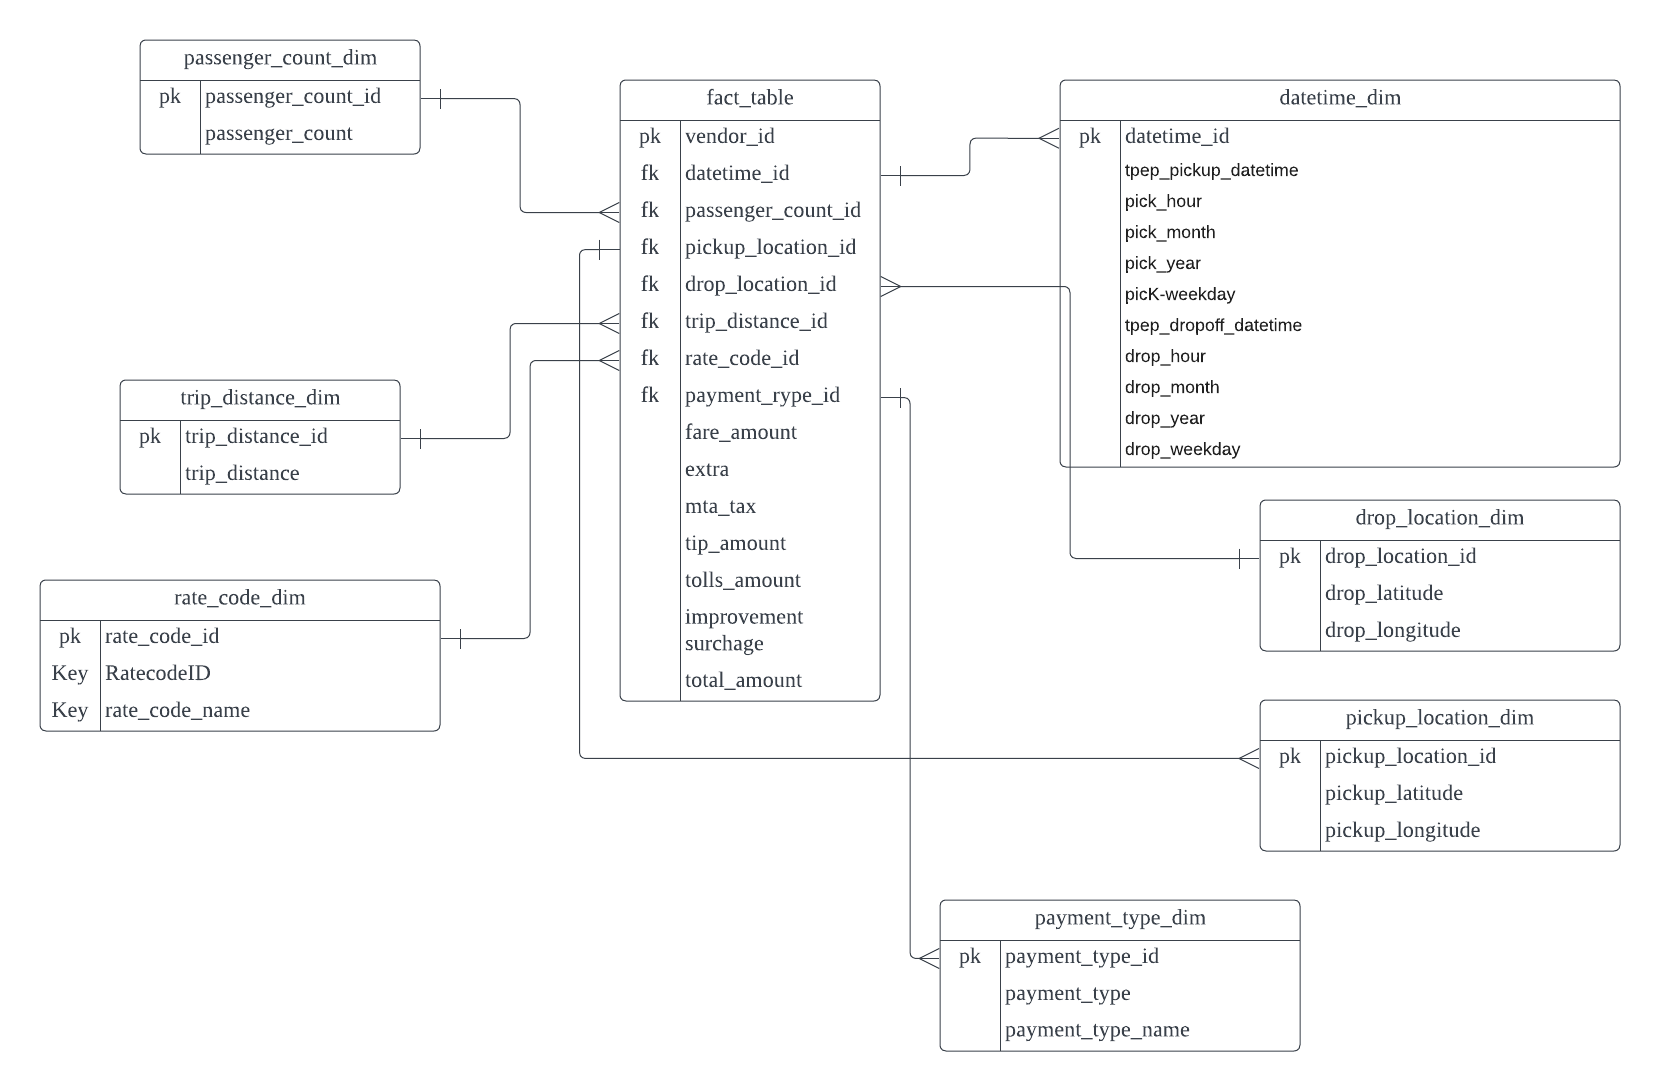 passenger_count_dim
pk passenger_count_id
passenger_count
fact_table
pk vendor_id
fk datetime_id
fk passenger_count_id
fk pickup_location_id
fk drop_location_id
fk trip_distance_id
fk rate_code_id
fk payment_rype_id
fare_amount
extra
mta_tax
tip_amount
tolls_amount
improvement
surchage
total_amount
datetime_dim
pk datetime_id
tpep_pickup_datetime
pick_hour
pick_month
pick_year
picK-weekday
tpep_dropoff_datetime
drop_hour
drop_month
drop_year
drop_weekday
trip_distance_dim
pk trip_distance_id
trip_distance
drop_location_dim
pk drop_location_id
drop_latitude
drop_longitude
rate_code_dim
pk rate_code_id
Key RatecodeID
Key rate_code_name
pickup_location_dim
pk pickup_location_id
pickup_latitude
pickup_longitude
payment_type_dim
pk payment_type_id
payment_type
payment_type_name